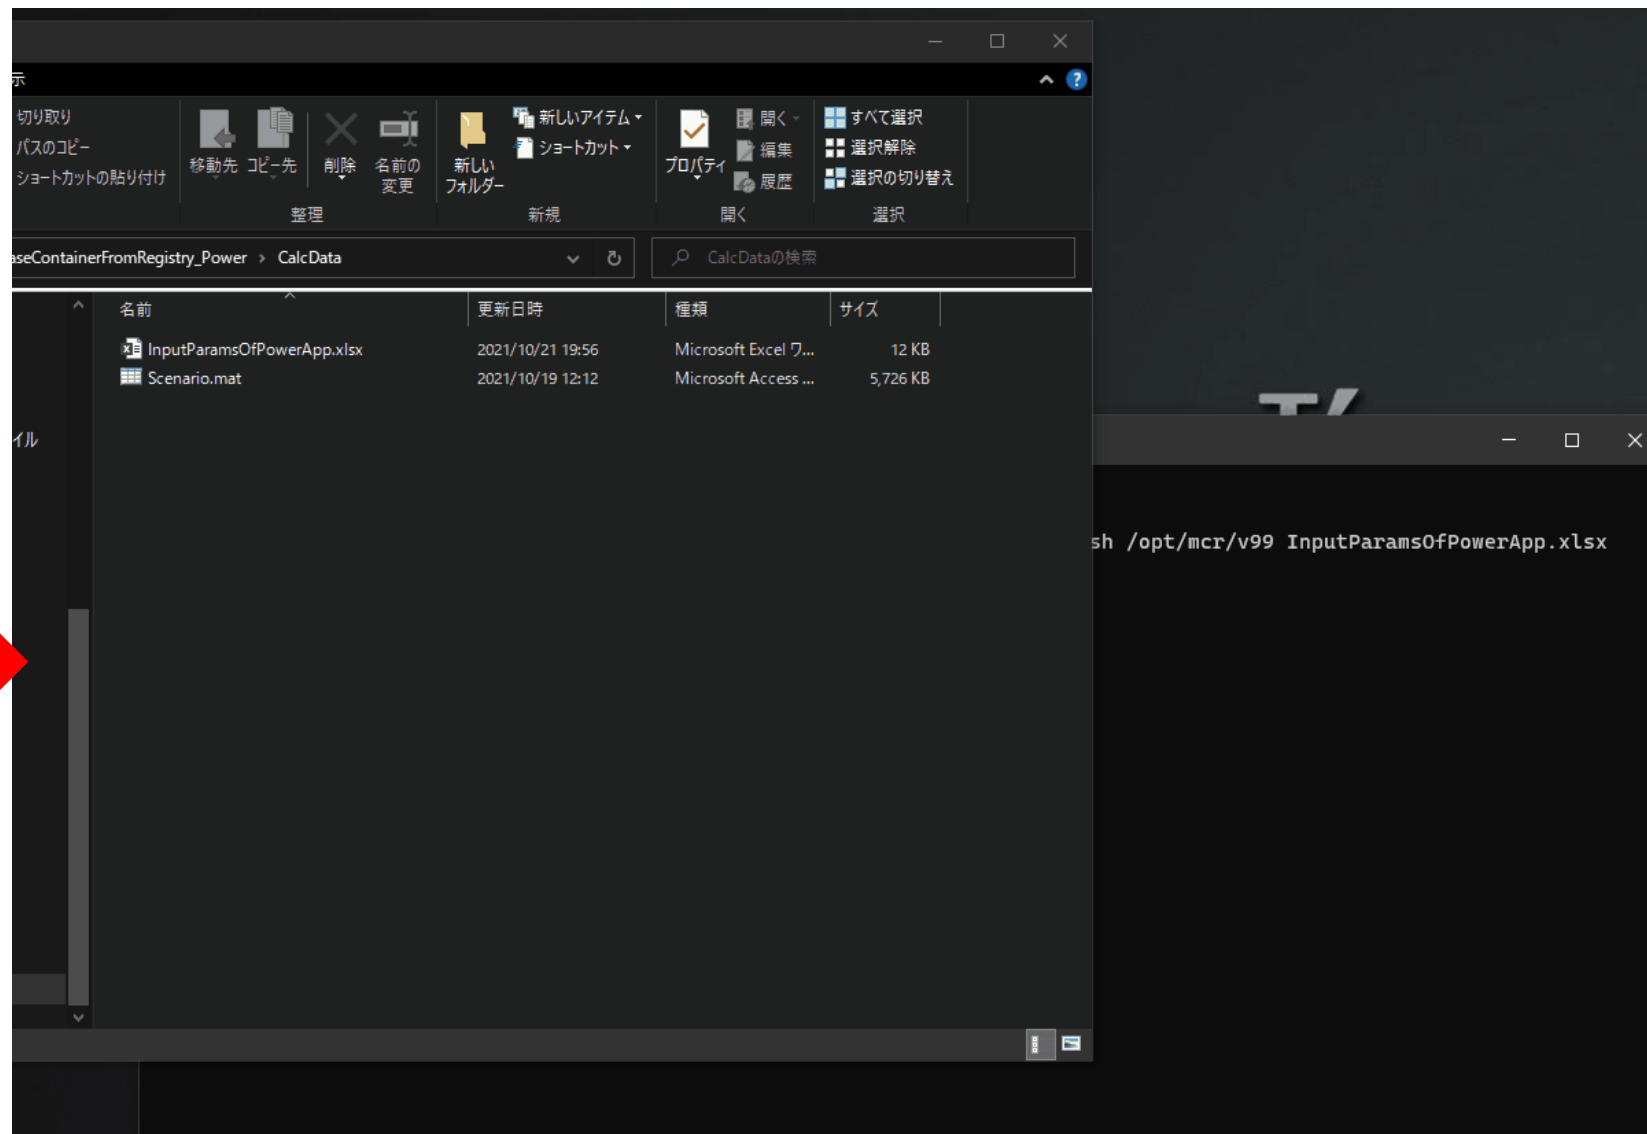 示
切り取り
パスのコピー
ショートカットの貼り付け
移動先
コピー先
削除
名前の
変更
整理
新しい
フォルダー
新しいアイテム
ショートカット
新規
プロパティ
開く
編集
履歴
開く
すべて選択
選択解除
選択の切り替え
選択
aseContainerFromRegistry_Power > CalcData
CalcDataの検索
名前 更新日時 種類 サイズ
InputParamsOfPowerApp.xlsx 2021/10/21 19:56 Microsoft Excel ワ... 12 KB
Scenario.mat 2021/10/19 12:12 Microsoft Access ... 5,726 KB
イル
sh /opt/mcr/v99 InputParamsOfPowerApp.xlsx